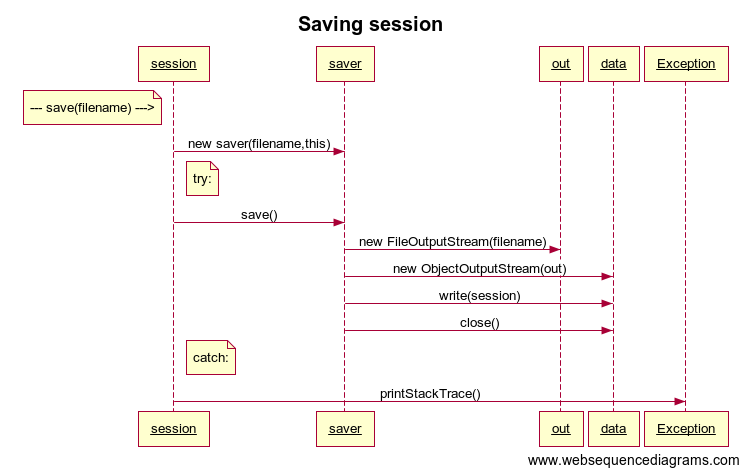 Saving session
session saver out data Exception
--- save(filename) --->
new saver(filename,this)
try:
save()
new FileOutputStream(filename)
new ObjectOutputStream(out)
write(session)
close()
catch:
printStackTrace()
session saver out data Exception
www.websequencediagrams.com